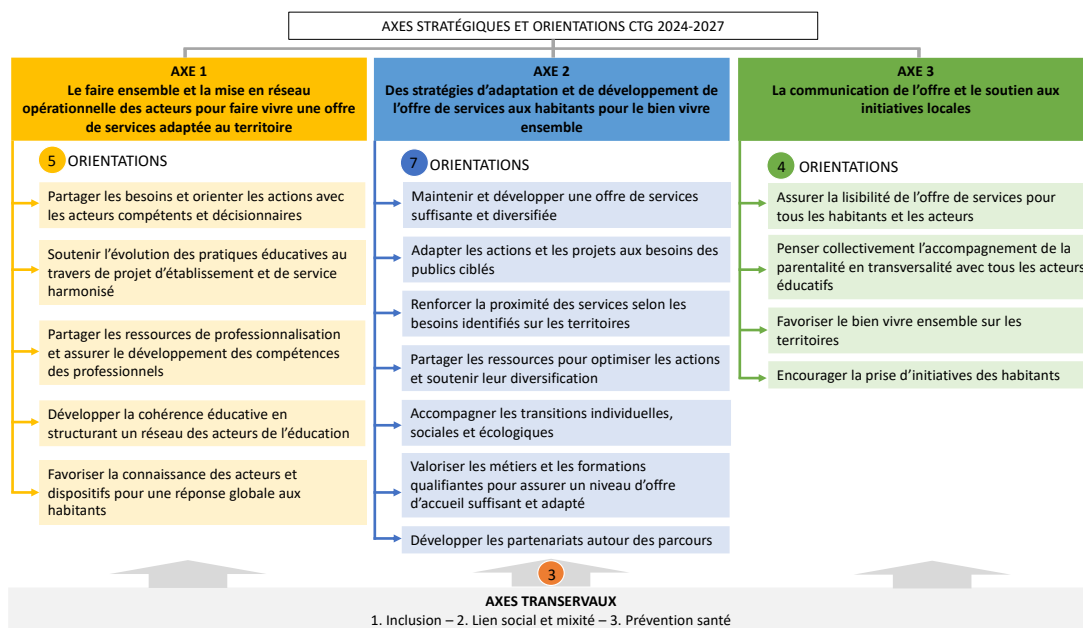 AXES STRATÉGIQUES ET ORIENTATIONS CTG 2024-2027
AXE 1
Le faire ensemble et la mise en réseau
opérationnelle des acteurs pour faire vivre une offre
de services adaptée au territoire
5 ORIENTATIONS
Partager les besoins et orienter les actions avec
les acteurs compétents et décisionnaires
Soutenir l’évolution des pratiques éducatives au
travers de projet d’établissement et de service
harmonisé
Partager les ressources de professionnalisation
et assurer le développement des compétences
des professionnels
Développer la cohérence éducative en
structurant un réseau des acteurs de l’éducation
Favoriser la connaissance des acteurs et
dispositifs pour une réponse globale aux
habitants
AXE 2
Des stratégies d’adaptation et de développement de
l’offre de services aux habitants pour le bien vivre
ensemble
7 ORIENTATIONS
Maintenir et développer une offre de services
suffisante et diversifiée
Adapter les actions et les projets aux besoins des
publics ciblés
Renforcer la proximité des services selon les
besoins identifiés sur les territoires
Partager les ressources pour optimiser les actions
et soutenir leur diversification
Accompagner les transitions individuelles,
sociales et écologiques
Valoriser les métiers et les formations
qualifiantes pour assurer un niveau d’offre
d’accueil suffisant et adapté
Développer les partenariats autour des parcours
AXE 3
La communication de l’offre et le soutien aux
initiatives locales
4 ORIENTATIONS
Assurer la lisibilité de l’offre de services pour
tous les habitants et les acteurs
Penser collectivement l’accompagnement de la
parentalité en transversalité avec tous les acteurs
éducatifs
Favoriser le bien vivre ensemble sur les
territoires
Encourager la prise d’initiatives des habitants
3
AXES TRANSERVAUX
1. Inclusion – 2. Lien social et mixité – 3. Prévention santé